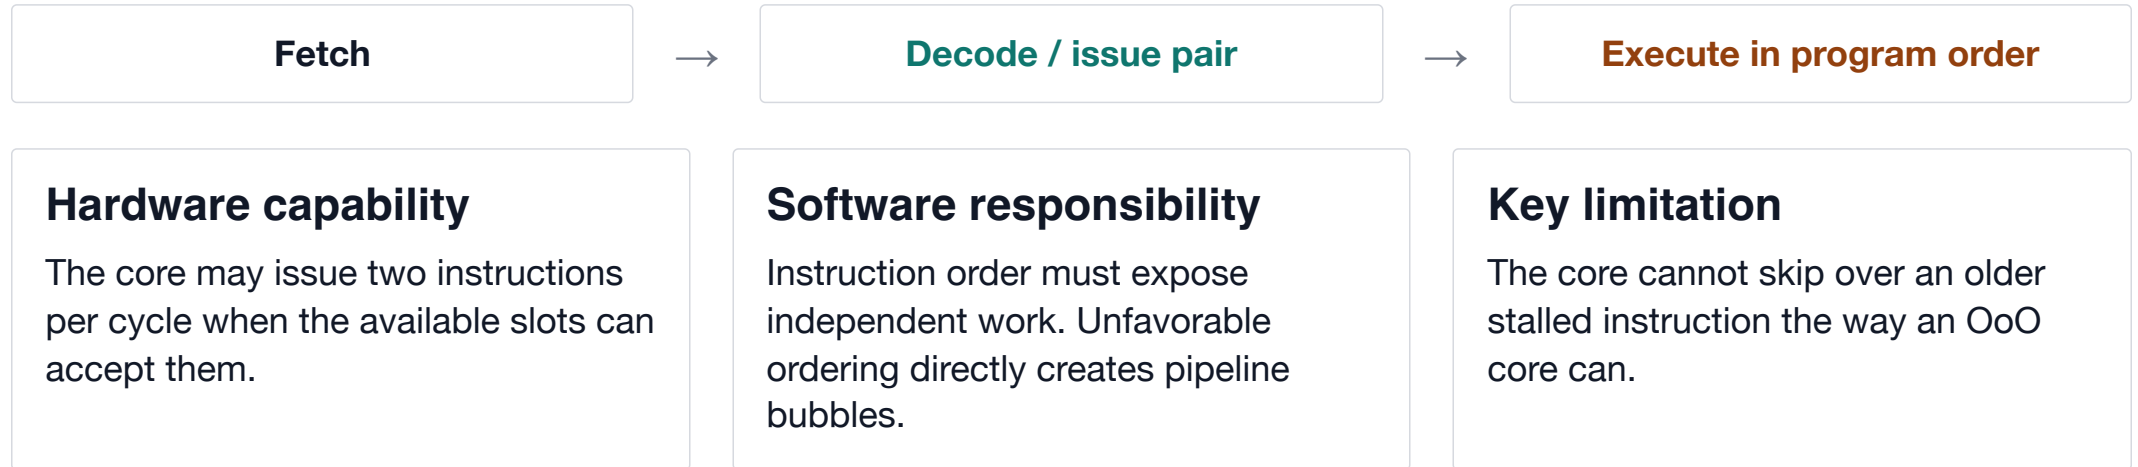 Fetch
→
Decode / issue pair
→
Execute in program order
Hardware capability
The core may issue two instructions
per cycle when the available slots can
accept them.
Software responsibility
Instruction order must expose
independent work. Unfavorable
ordering directly creates pipeline
bubbles.
Key limitation
The core cannot skip over an older
stalled instruction the way an OoO
core can.